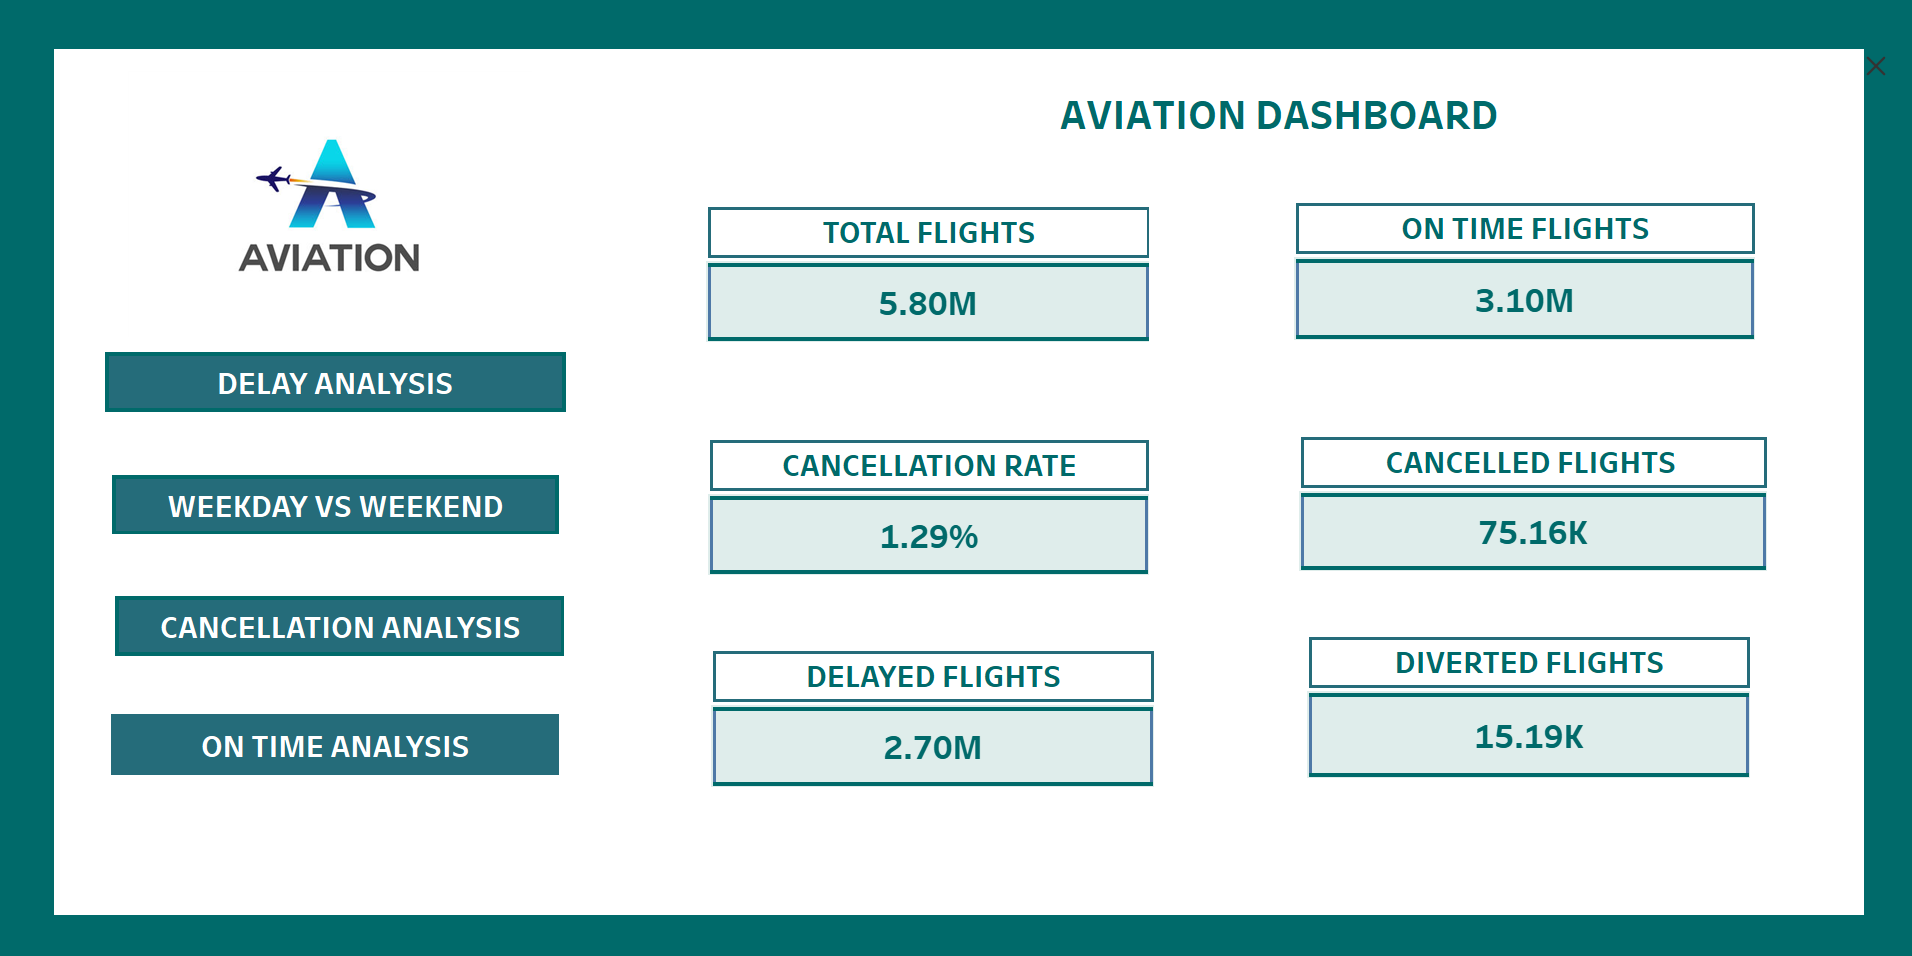 AVIATION DASHBOARD
AVIATION
DELAY ANALYSIS
WEEKDAY VS WEEKEND
CANCELLATION ANALYSIS
ON TIME ANALYSIS
TOTAL FLIGHTS
5.80M
ON TIME FLIGHTS
3.10M
CANCELLATION RATE
1.29%
CANCELLED FLIGHTS
75.16K
DELAYED FLIGHTS
2.70M
DIVERTED FLIGHTS
15.19K